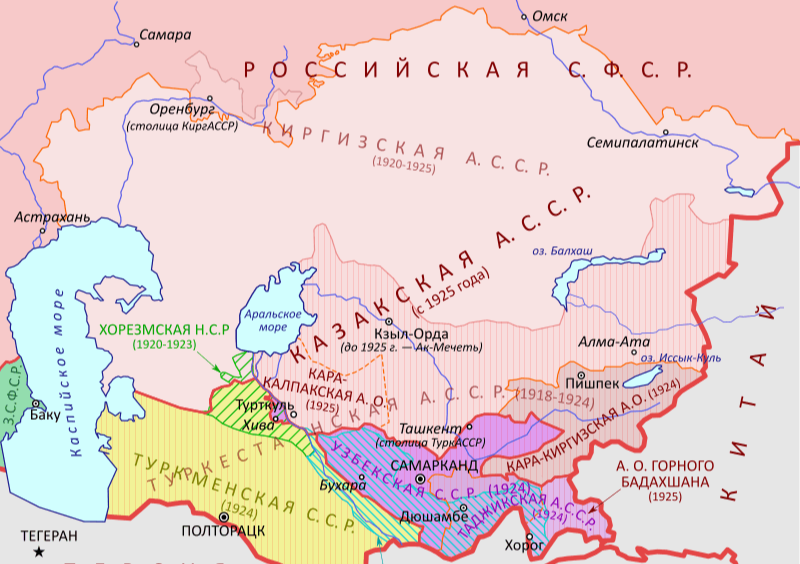 Омск
Самара
РОССИЙСКАЯ С.Ф.С.Р.
Оренбург
(столица КиргАССР)
КИРГИЗСКАЯ А.С.С.Р.
(1920-1925)
Семипалатинск
Астрахань
КАЗАКСКАЯ А.С.С.Р.
(с 1925 года)
оз. Балхаш
Аральское
море
Каспийское море
ХОРЕЗМСКАЯ Н.С.Р
(1920-1923)
Кзыл-Орда
(до 1925 г. — Ак-Мечеть)
Алма-Ата
оз. Иссык-Куль
КИТАЙ
З.С.Ф.С.Р.
Баку
КАРА-
КАЛПАКСКАЯ А.О.
(1925)
Пишпек
ТУРКЕСТАНСКАЯ А.С.С.Р. (1918-1924)
КАРА-КИРГИЗСКАЯ А.О. (1924)
Турткуль
Хива
Ташкент
(столица ТуркАССР)
УЗБЕКСКАЯ С.С.Р. (1924)
САМАРКАНД
Бухара
А. О. ГОРНОГО
БАДАХШАНА
(1925)
ТУРКМЕНСКАЯ С.С.Р.
(1924)
ТАДЖИКСКАЯ А.С.С.Р.
(1924)
Дюшамбе
ПОЛТОРАЦК
Хорог
ТЕГЕРАН